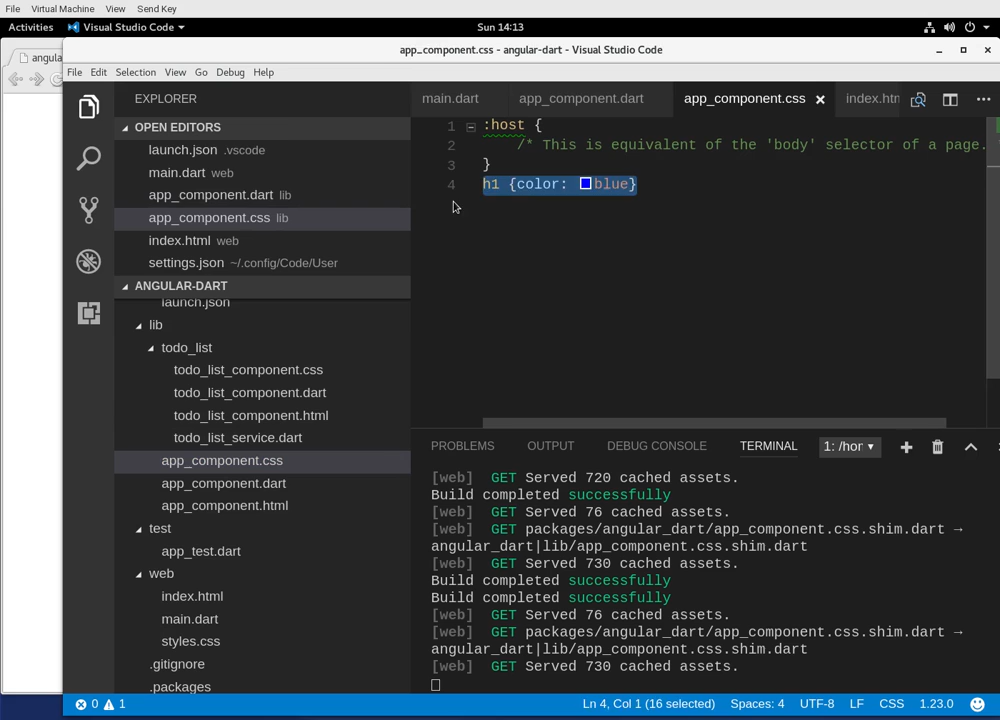 File Virtual Machine View Send Key
Activities Visual Studio Code Sun 14:13
angula
app_component.css - angular-dart - Visual Studio Code
File Edit Selection View Go Debug Help
EXPLORER
OPEN EDITORS
launch.json .vscode
main.dart web
app_component.dart lib
app_component.css lib
index.html web
settings.json ~/.config/Code/User
ANGULAR-DART
launch.json
lib
todo_list
todo_list_component.css
todo_list_component.dart
todo_list_component.html
todo_list_service.dart
app_component.css
app_component.dart
app_component.html
test
app_test.dart
web
index.html
main.dart
styles.css
.gitignore
.packages
main.dart app_component.dart app_component.css index.htn
1 :host {
2 /* This is equivalent of the 'body' selector of a page.
3 }
4 h1 {color: blue}
PROBLEMS OUTPUT DEBUG CONSOLE TERMINAL 1: /hor
[web] GET Served 720 cached assets.
Build completed successfully
[web] GET Served 76 cached assets.
[web] GET packages/angular_dart/app_component.css.shim.dart →
angular_dart|lib/app_component.css.shim.dart
[web] GET Served 730 cached assets.
Build completed successfully
Build completed successfully
[web] GET Served 76 cached assets.
[web] GET packages/angular_dart/app_component.css.shim.dart →
angular_dart|lib/app_component.css.shim.dart
[web] GET Served 730 cached assets.
0 1 Ln 4, Col 1 (16 selected) Spaces: 4 UTF-8 LF CSS 1.23.0